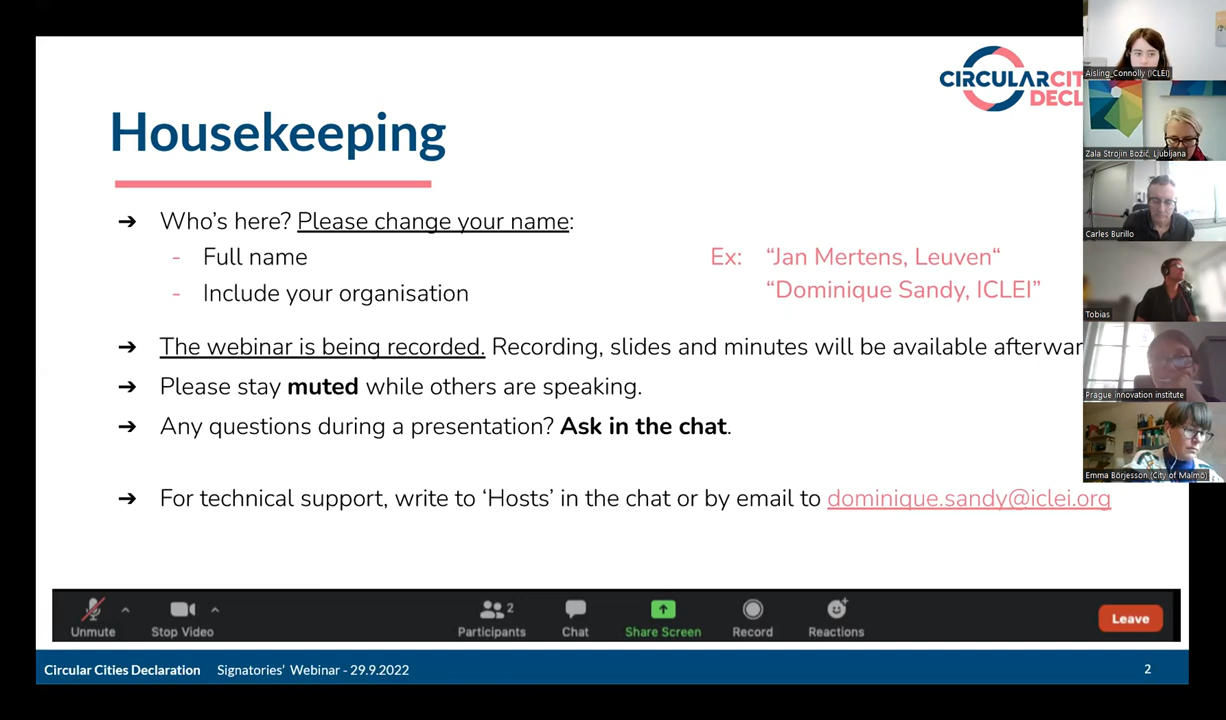 CIRCULARCIT
DECL
Housekeeping
➔ Who's here? Please change your name:
- Full name
- Include your organisation
Ex: “Jan Mertens, Leuven“
“Dominique Sandy, ICLEI”
➔ The webinar is being recorded. Recording, slides and minutes will be available afterwar
➔ Please stay muted while others are speaking.
➔ Any questions during a presentation? Ask in the chat.
➔ For technical support, write to ‘Hosts’ in the chat or by email to dominique.sandy@iclei.org
Unmute
Stop Video
Participants 2
Chat
Share Screen
Record
Reactions
Leave
Circular Cities Declaration Signatories’ Webinar - 29.9.2022
2
Aisling_Connolly (ICLEI)
Zala Strojin Božič, Ljubljana
Carles Burillo
Tobias
Prague innovation institute
Emma Börjesson (City of Malmö)